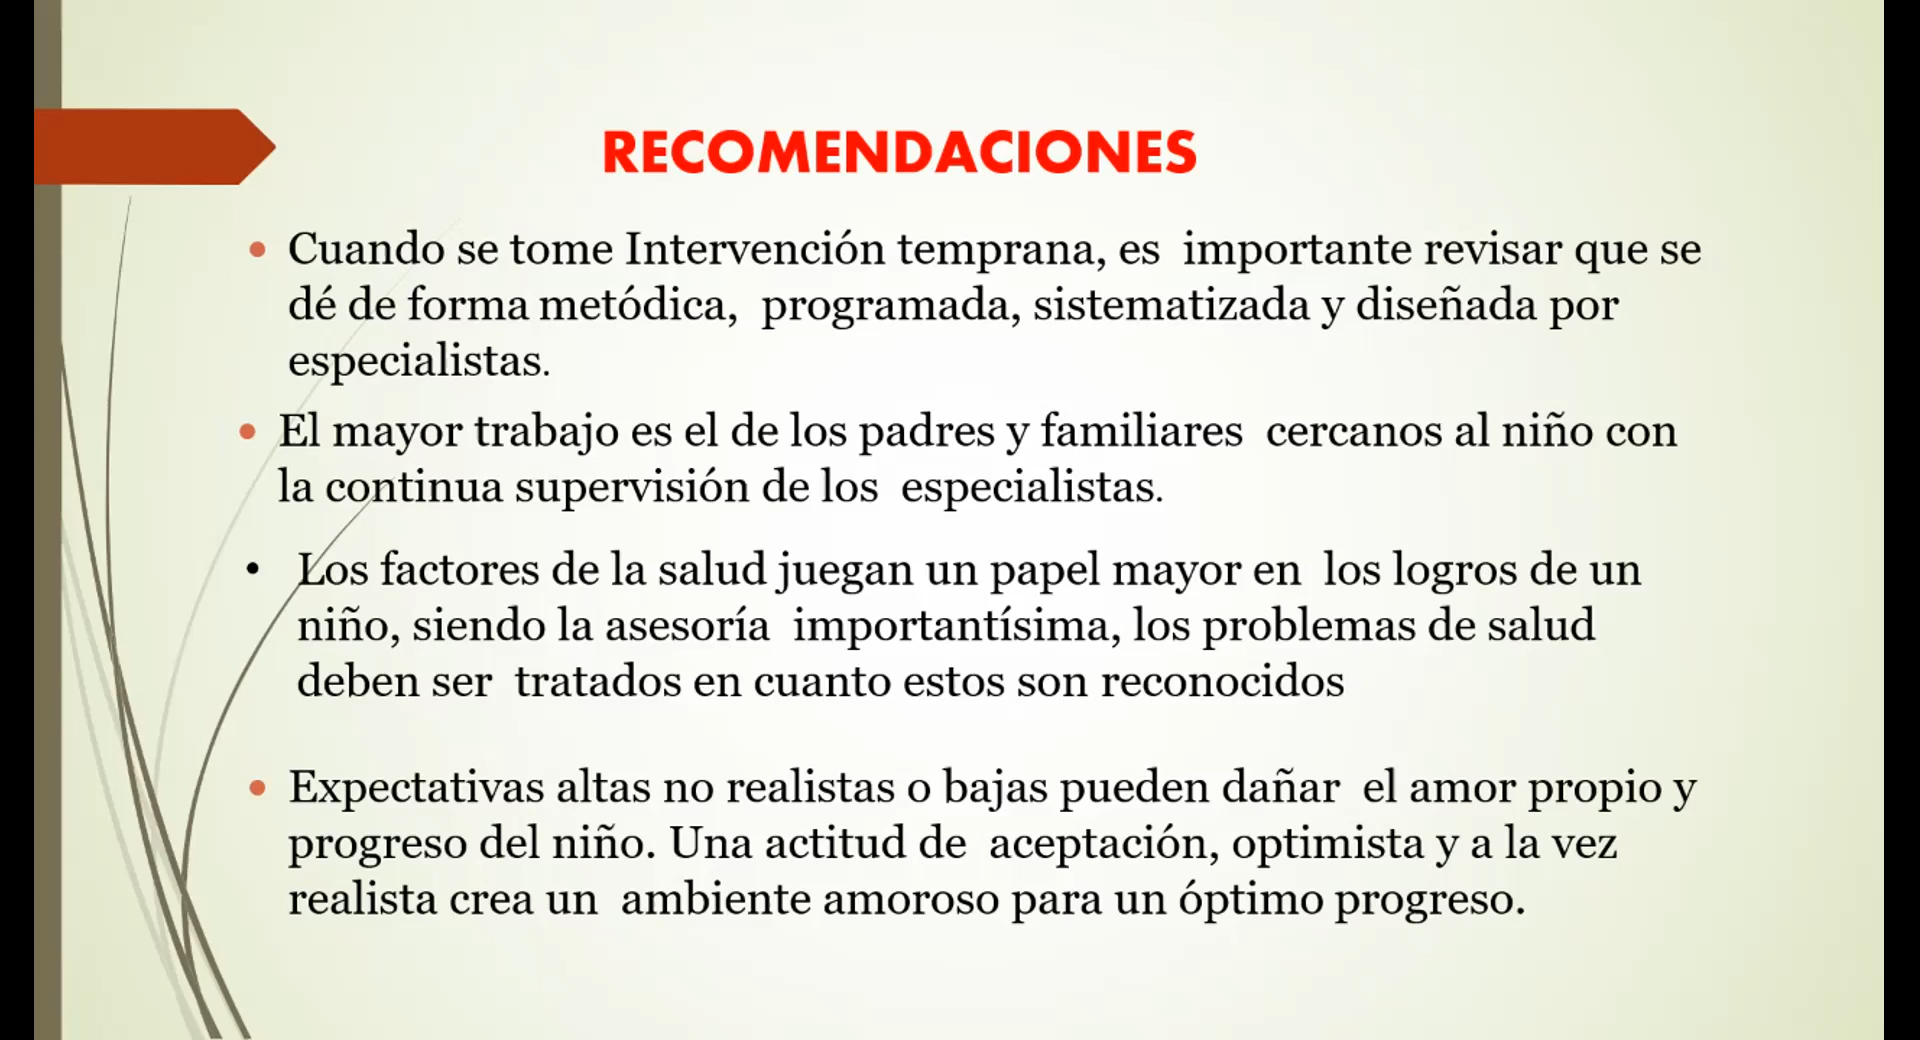 RECOMENDACIONES
• Cuando se tome Intervención temprana, es importante revisar que se
dé de forma metódica, programada, sistematizada y diseñada por
especialistas.
• El mayor trabajo es el de los padres y familiares cercanos al niño con
la continua supervisión de los especialistas.
• Los factores de la salud juegan un papel mayor en los logros de un
niño, siendo la asesoría importantísima, los problemas de salud
deben ser tratados en cuanto estos son reconocidos
• Expectativas altas no realistas o bajas pueden dañar el amor propio y
progreso del niño. Una actitud de aceptación, optimista y a la vez
realista crea un ambiente amoroso para un óptimo progreso.